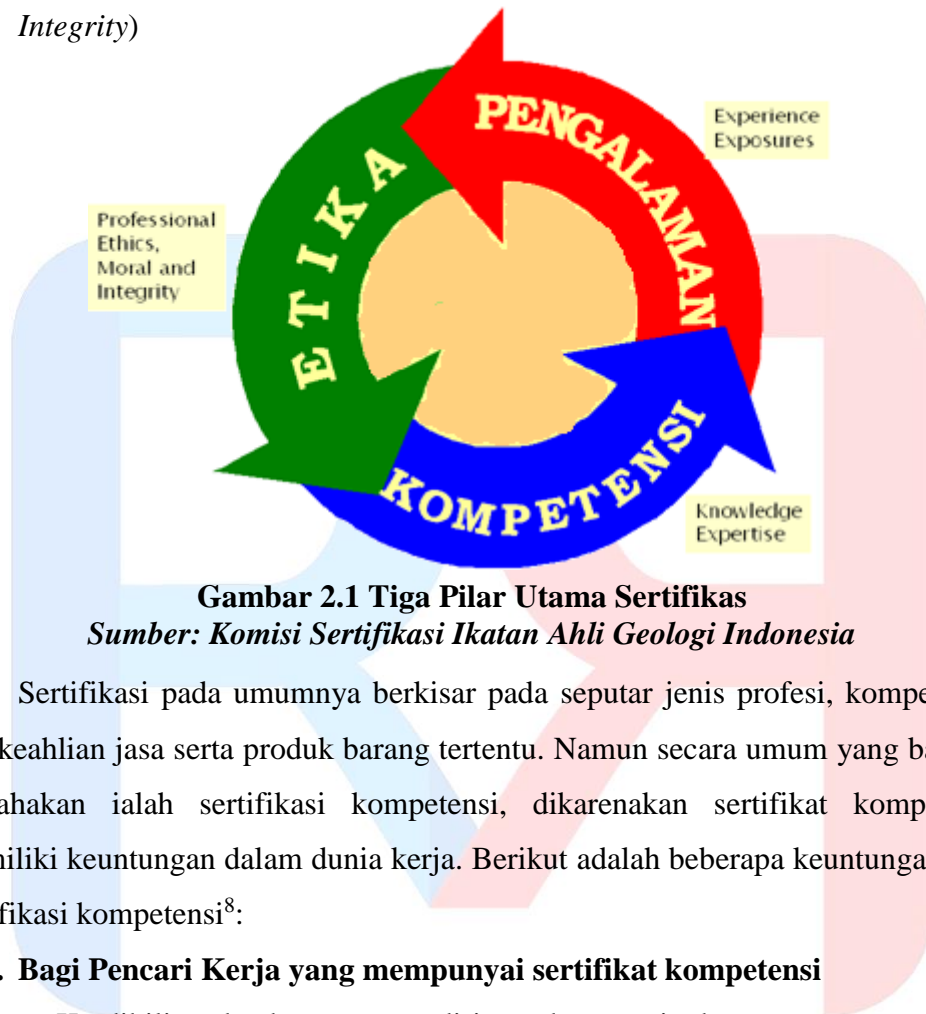 Integrity)
PENGALAMAN
Experience
Exposures
ETIKA
Professional
Ethics,
Moral and
Integrity
KOMPETENSI
Knowledge
Expertise
Gambar 2.1 Tiga Pilar Utama Sertifikas
Sumber: Komisi Sertifikasi Ikatan Ahli Geologi Indonesia
Sertifikasi pada umumnya berkisar pada seputar jenis profesi, kompe
keahlian jasa serta produk barang tertentu. Namun secara umum yang ba
ahakan ialah sertifikasi kompetensi, dikarenakan sertifikat komp
iliki keuntungan dalam dunia kerja. Berikut adalah beberapa keuntunga
fikasi kompetensi⁸:
. Bagi Pencari Kerja yang mempunyai sertifikat kompetensi